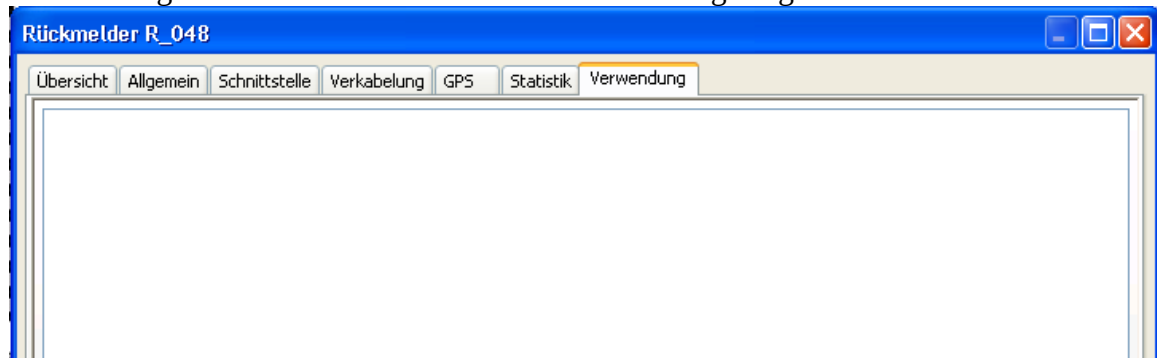 Rückmelder R_048
Übersicht Allgemein Schnittstelle Verkabelung GPS Statistik Verwendung